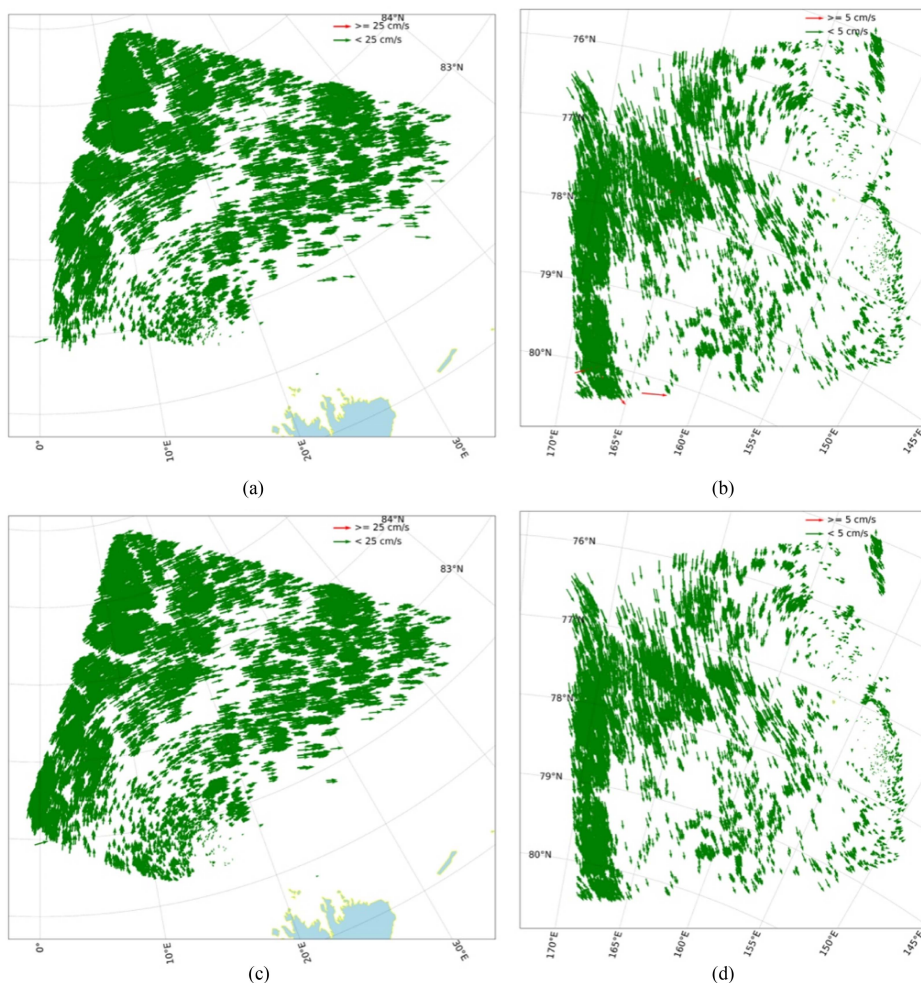 84°N
>= 25 cm/s
< 25 cm/s
83°N
0°
10°E
20°E
30°E
(a)
>= 5 cm/s
< 5 cm/s
76°N
77°N
78°N
79°N
80°N
170°E
165°E
160°E
155°E
150°E
145°E
(b)
84°N
>= 25 cm/s
< 25 cm/s
83°N
0°
10°E
20°E
30°E
(c)
>= 5 cm/s
< 5 cm/s
76°N
77°N
78°N
79°N
80°N
170°E
165°E
160°E
155°E
150°E
145°E
(d)